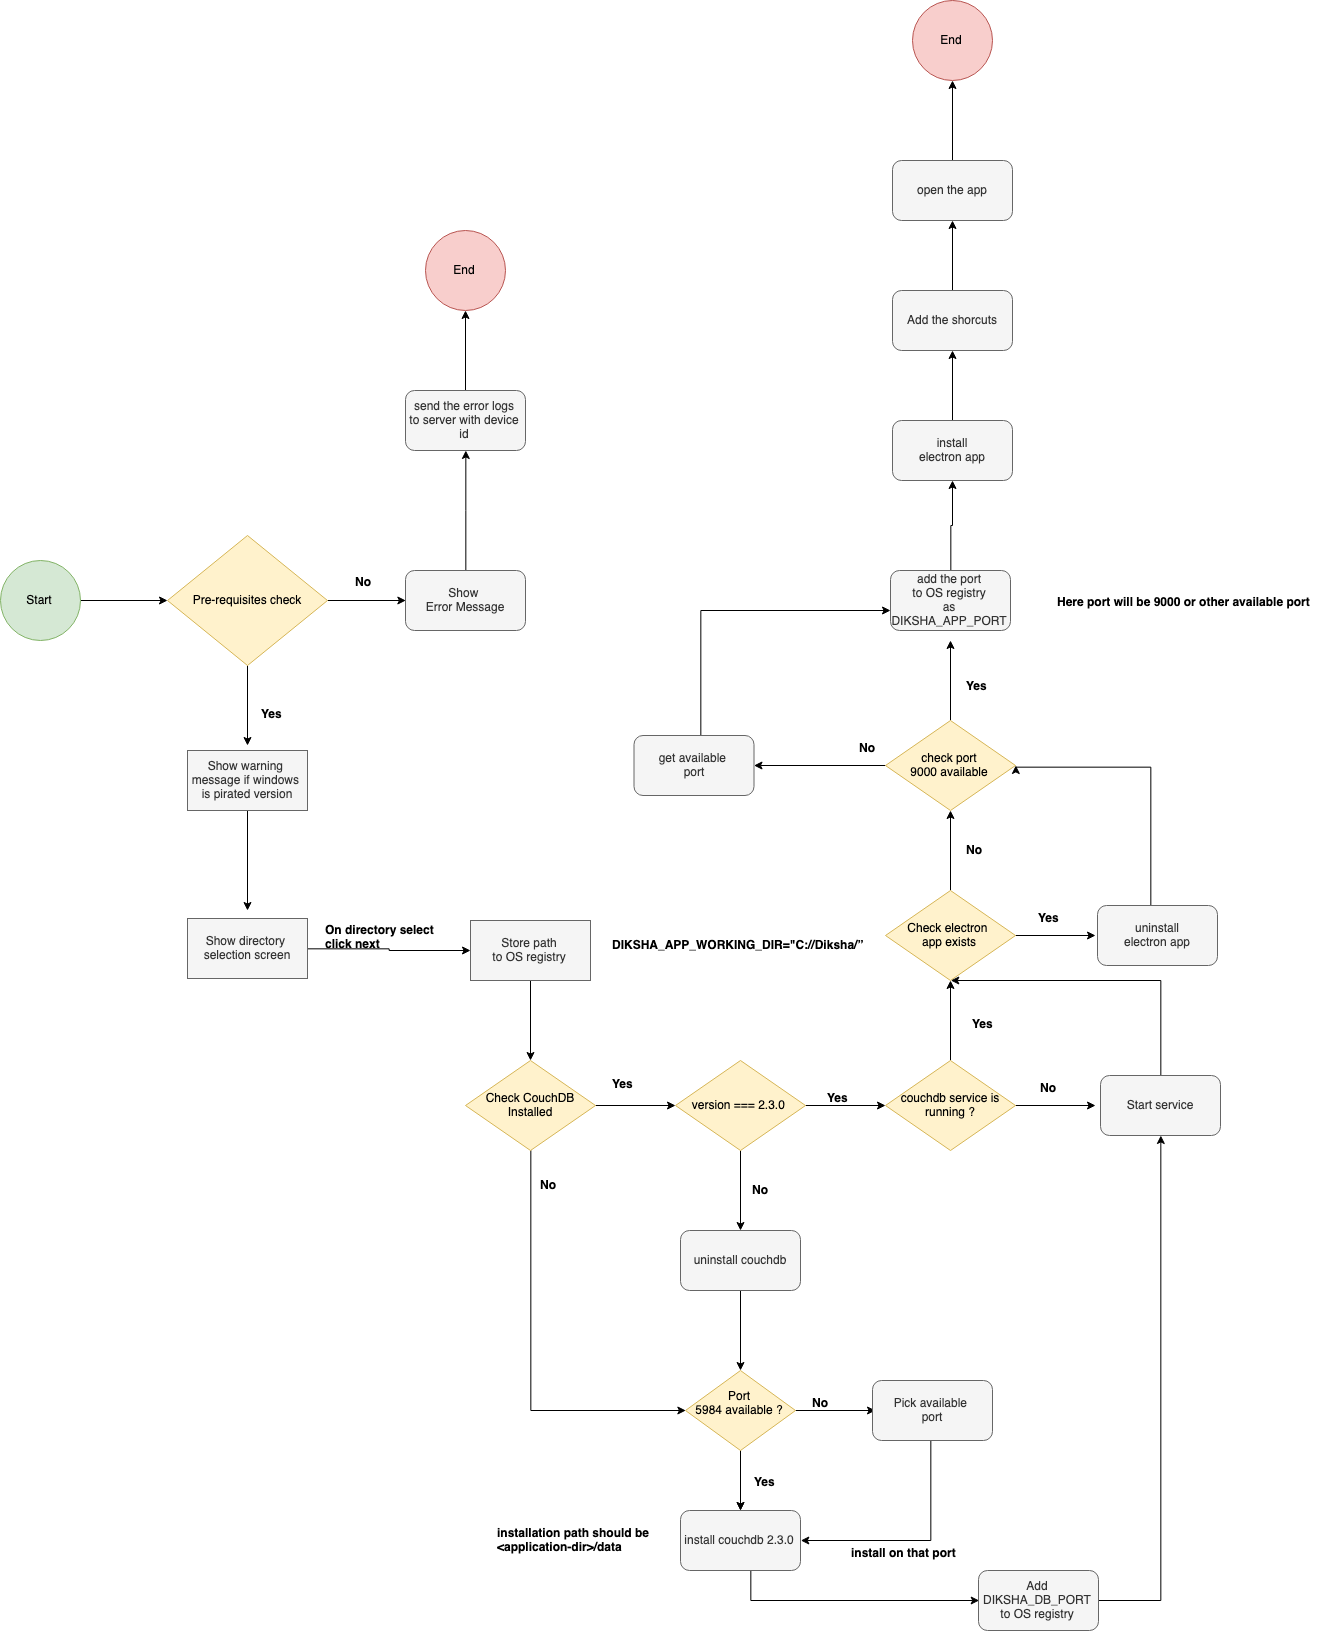 End
open the app
Add the shorcuts
End
send the error logs
to server with device
id
install
electron app
Start
Pre-requisites check
No
Show
Error Message
add the port
to OS registry
as
DIKSHA_APP_PORT
Here port will be 9000 or other available port
Yes
Yes
Show warning
message if windows
is pirated version
get available
port
No
check port
9000 available
No
Show directory
selection screen
On directory select
click next
Store path
to OS registry
DIKSHA_APP_WORKING_DIR="C://Diksha/”
Check electron
app exists
Yes
uninstall
electron app
Yes
Check CouchDB
Installed
Yes
version === 2.3.0
Yes
couchdb service is
running ?
No
Start service
No
No
uninstall couchdb
Port
5984 available ?
No
Pick available
port
Yes
installation path should be
<application-dir>/data
install couchdb 2.3.0
install on that port
Add
DIKSHA_DB_PORT
to OS registry